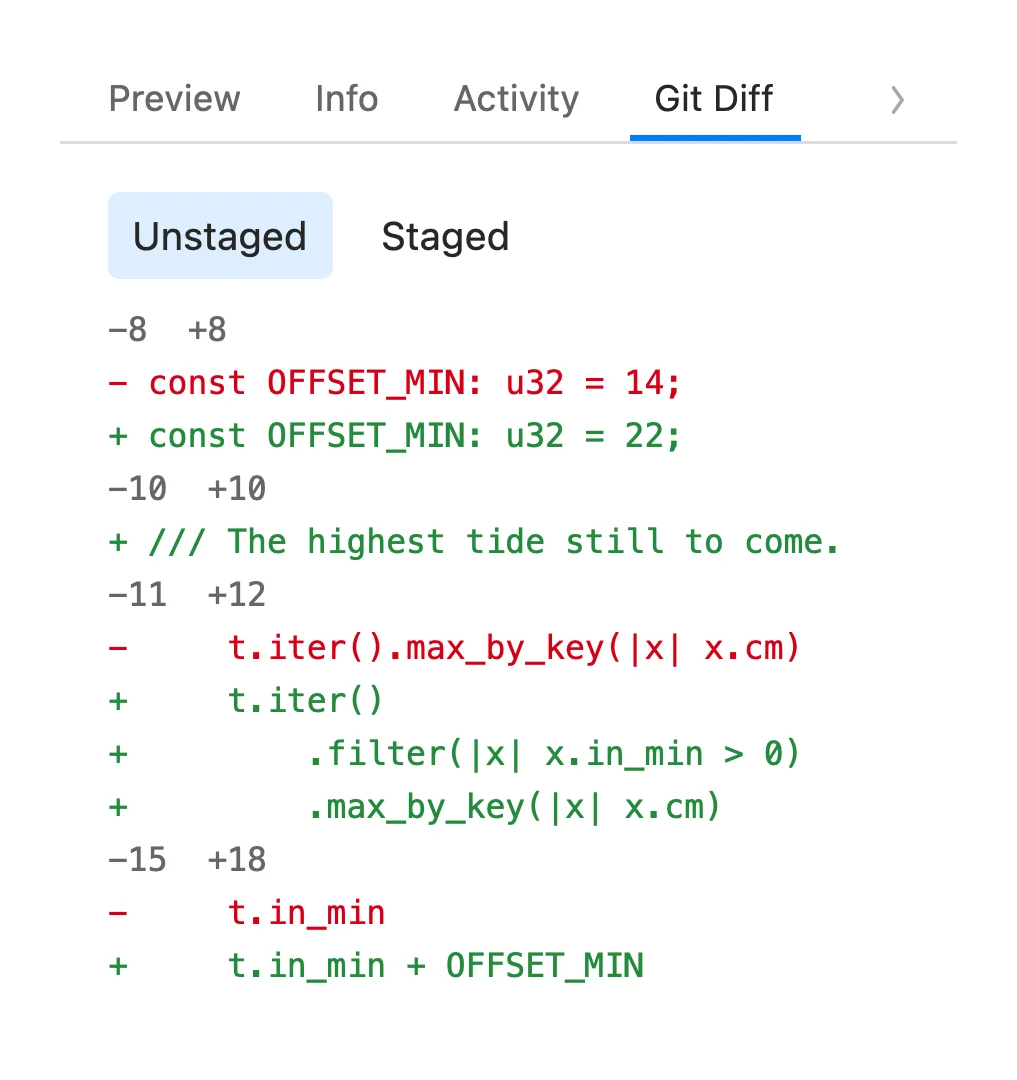 Preview Info Activity Git Diff
Unstaged Staged
−8 +8
− const OFFSET_MIN: u32 = 14;
+ const OFFSET_MIN: u32 = 22;
−10 +10
+ /// The highest tide still to come.
−11 +12
−     t.iter().max_by_key(|x| x.cm)
+     t.iter()
+         .filter(|x| x.in_min > 0)
+         .max_by_key(|x| x.cm)
−15 +18
−     t.in_min
+     t.in_min + OFFSET_MIN